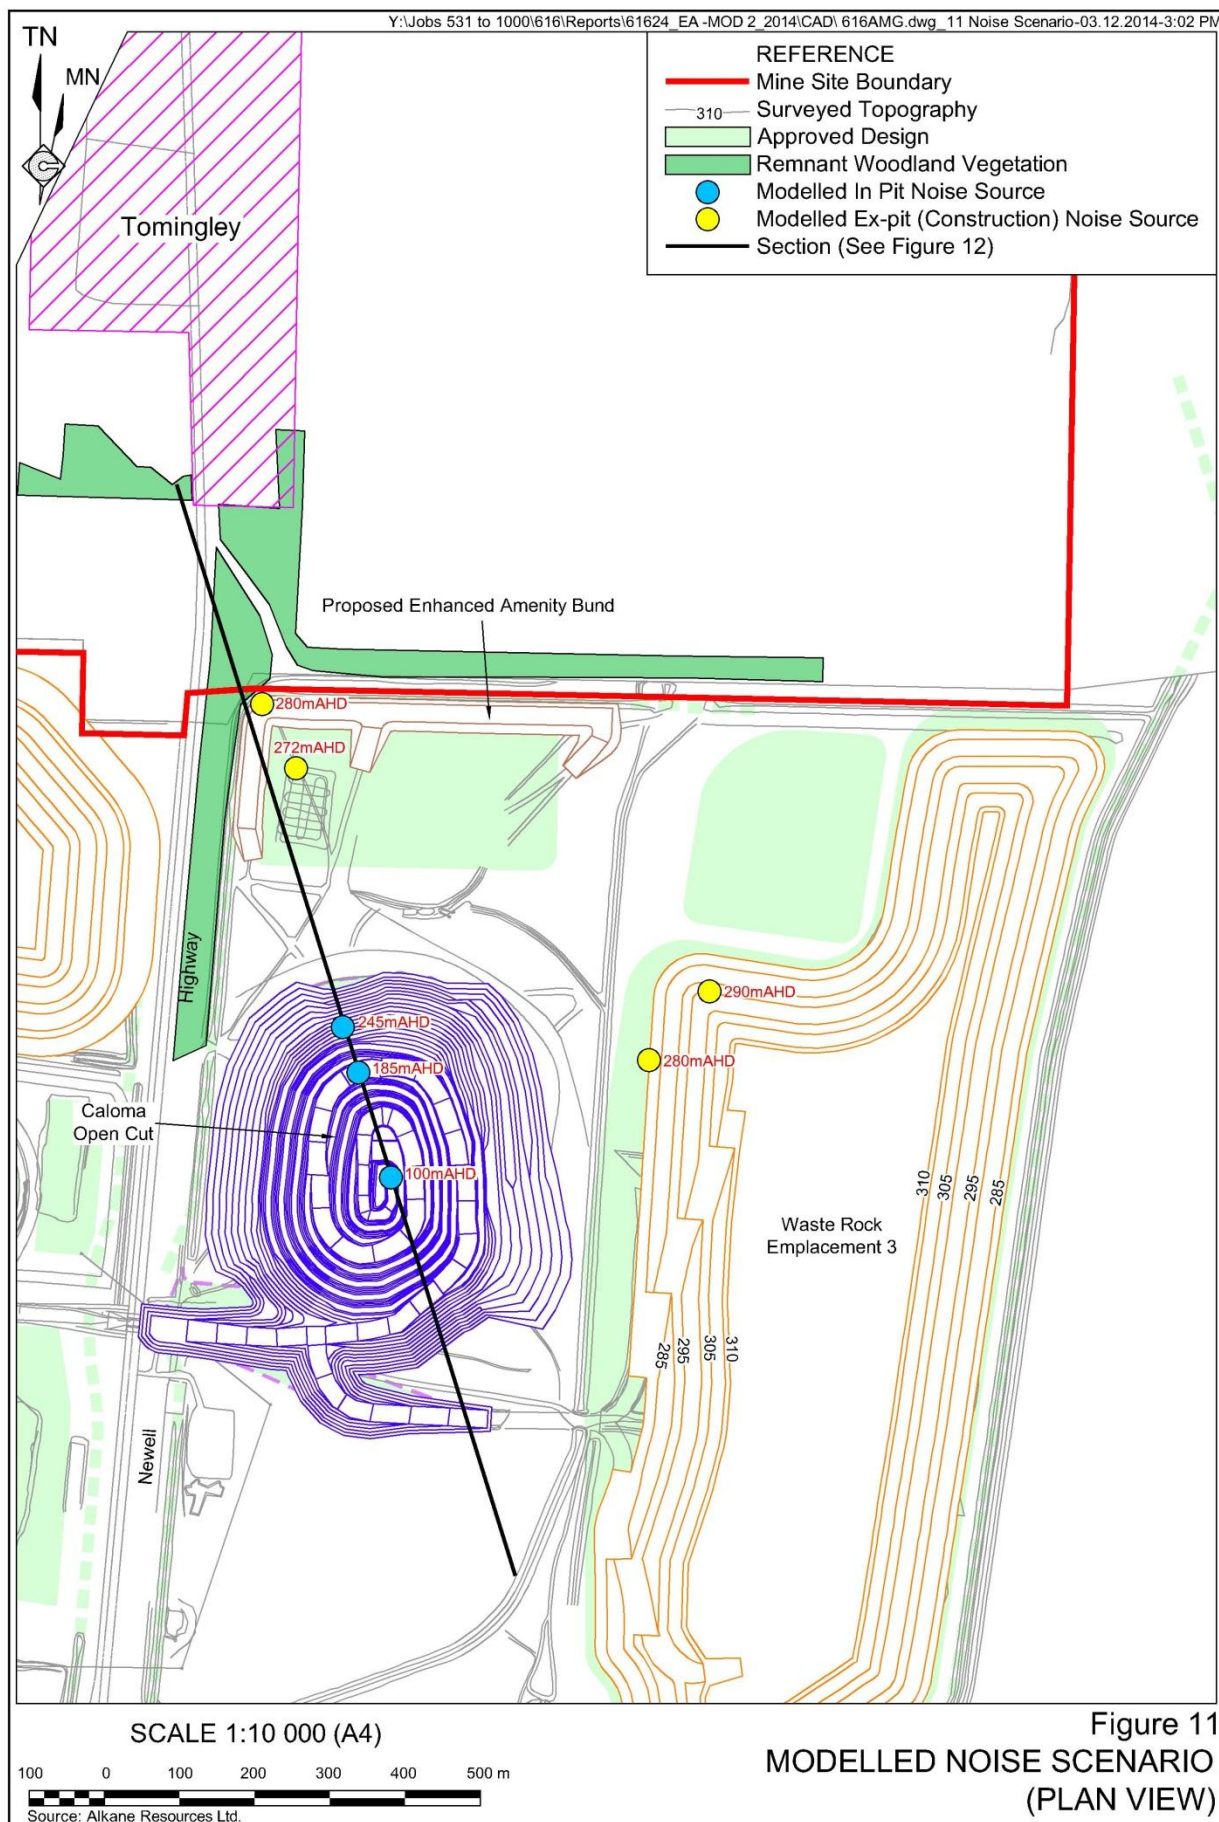 Y:\Jobs 531 to 1000\616\Reports\61624_EA -MOD 2_2014\CAD\ 616AMG.dwg_11 Noise Scenario-03.12.2014-3:02 PM
TN
MN
REFERENCE
Mine Site Boundary
310 Surveyed Topography
Approved Design
Remnant Woodland Vegetation
Modelled In Pit Noise Source
Modelled Ex-pit (Construction) Noise Source
Section (See Figure 12)
Tomingley
Proposed Enhanced Amenity Bund
280mAHD
272mAHD
Highway
290mAHD
245mAHD
280mAHD
185mAHD
Caloma
Open Cut
100mAHD
310
305
295
285
Waste Rock
Emplacement 3
285
295
305
310
Newell
SCALE 1:10 000 (A4)
100 0 100 200 300 400 500 m
Source: Alkane Resources Ltd.
Figure 11
MODELLED NOISE SCENARIO
(PLAN VIEW)